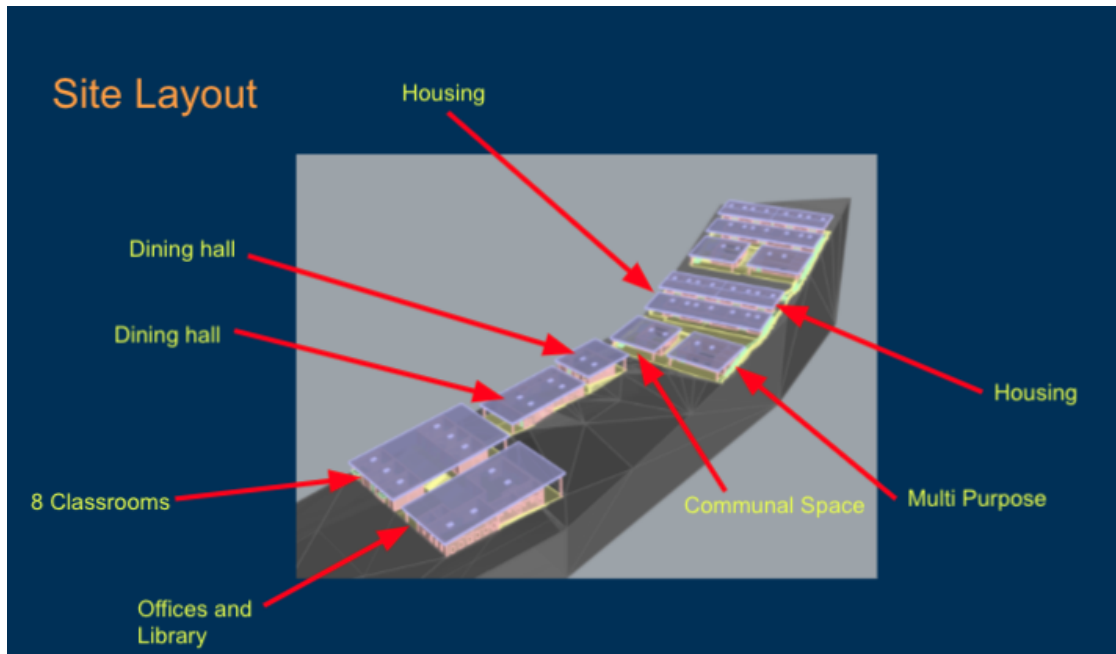 Site Layout
Housing
Dining hall
Dining hall
Housing
8 Classrooms
Communal Space
Multi Purpose
Offices and
Library